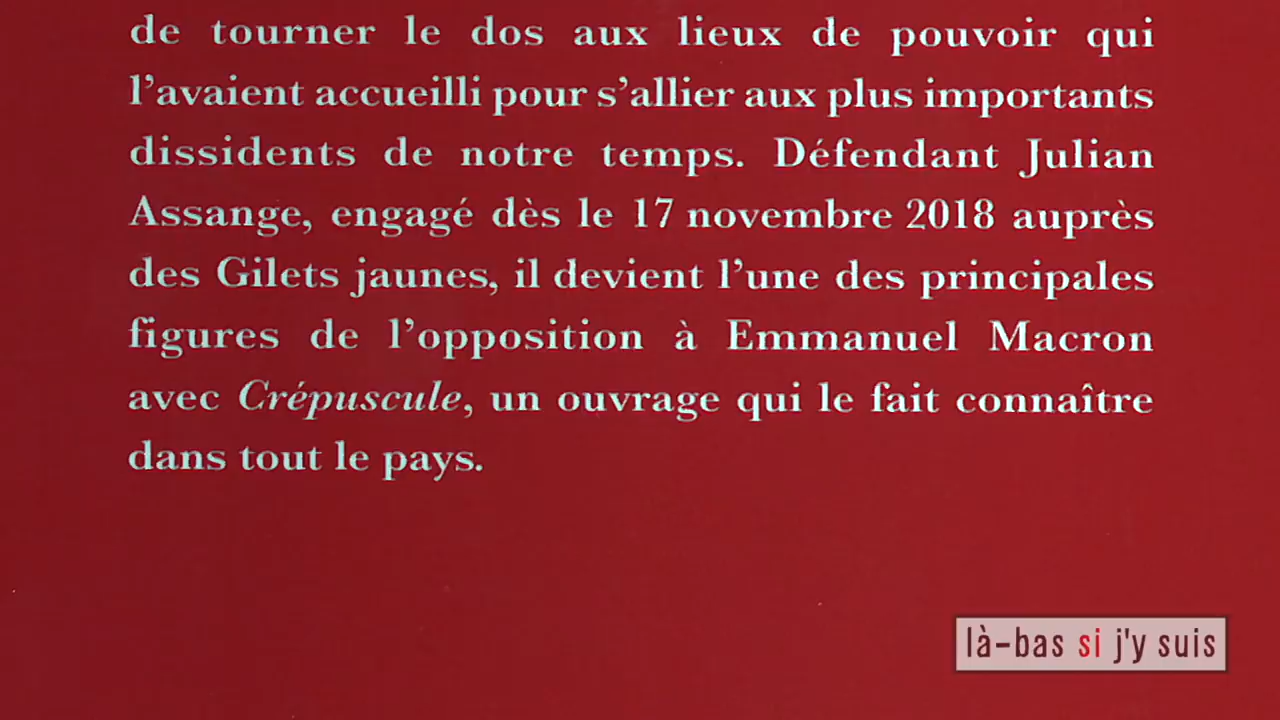 de tourner le dos aux lieux de pouvoir qui
l’avaient accueilli pour s’allier aux plus importants
dissidents de notre temps. Défendant Julian
Assange, engagé dès le 17 novembre 2018 auprès
des Gilets jaunes, il devient l’une des principales
figures de l’opposition à Emmanuel Macron
avec Crépuscule, un ouvrage qui le fait connaître
dans tout le pays.
là-bas si j'y suis